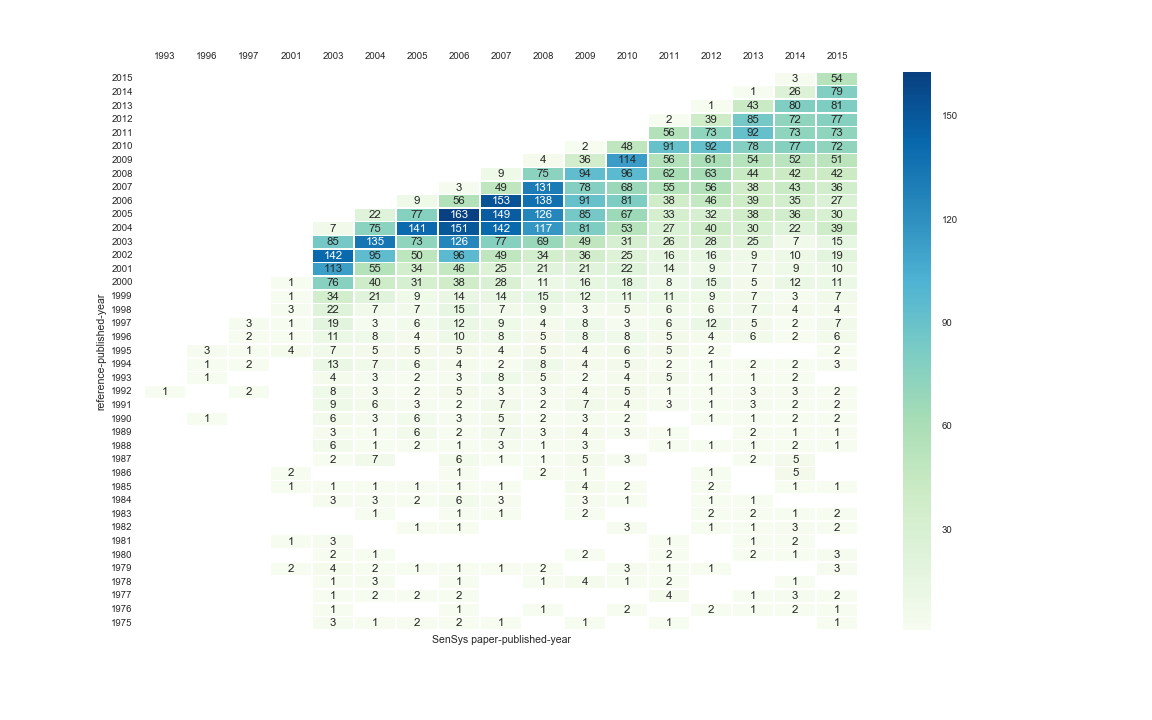 1993 1996 1997 2001 2003 2004 2005 2006 2007 2008 2009 2010 2011 2012 2013 2014 2015
2015 3 54
2014 1 26 79
2013 1 43 80 81
2012 2 39 85 72 77
2011 56 73 92 73 73
2010 2 48 91 92 78 77 72
2009 4 36 114 56 61 54 52 51
2008 9 75 94 96 62 63 44 42 42
2007 3 49 131 78 68 55 56 38 43 36
2006 9 56 153 138 91 81 38 46 39 35 27
2005 22 77 163 149 126 85 67 33 32 38 36 30
2004 7 75 141 151 142 117 81 53 27 40 30 22 39
2003 85 135 73 126 77 69 49 31 26 28 25 7 15
2002 142 95 50 96 49 34 36 25 16 16 9 10 19
2001 113 55 34 46 25 21 21 22 14 9 7 9 10
2000 1 76 40 31 38 28 11 16 18 8 15 5 12 11
1999 1 34 21 9 14 14 15 12 11 11 9 7 3 7
1998 3 22 7 7 15 7 9 3 5 6 6 7 4 4
1997 3 1 19 3 6 12 9 4 8 3 6 12 5 2 7
1996 2 1 11 8 4 10 8 5 8 8 5 4 6 2 6
1995 3 1 4 7 5 5 5 4 5 4 6 5 2 2
1994 1 2 13 7 6 4 2 8 4 5 2 1 2 2 3
1993 1 4 3 2 3 8 5 2 4 5 1 1 2
1992 1 2 8 3 2 5 3 3 4 5 1 1 3 3 2
1991 9 6 3 2 7 2 7 4 3 1 3 2 2
1990 1 6 3 6 3 5 2 3 2 1 1 2 2
1989 3 1 6 2 7 3 4 3 1 2 1 1
1988 6 1 2 1 3 1 3 1 1 1 2 1
1987 2 7 6 1 1 5 3 2 5
1986 2 1 2 1 1 5
1985 1 1 1 1 1 1 4 2 2 1 1
1984 3 3 2 6 3 3 1 1 1
1983 1 1 1 2 2 2 1 2
1982 1 1 3 1 1 3 2
1981 1 3 1 1 2
1980 2 1 2 2 2 1 3
1979 2 4 2 1 1 1 2 3 1 1 3
1978 1 3 1 1 4 1 2 1
1977 1 2 2 2 4 1 3 2
1976 1 1 1 2 2 1 2 1
1975 3 1 2 2 1 1 1 1
reference-published-year
SenSys paper-published-year
150
120
90
60
30